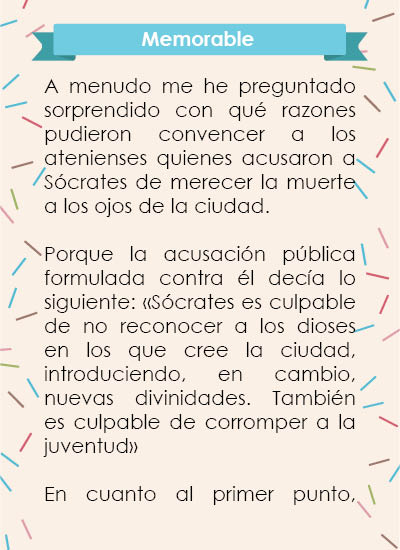 Memorable
A menudo me he preguntado
sorprendido con qué razones
pudieron convencer a los
atenienses quienes acusaron a
Sócrates de merecer la muerte
a los ojos de la ciudad.
Porque la acusación pública
formulada contra él decía lo
siguiente: «Sócrates es culpable
de no reconocer a los dioses
en los que cree la ciudad,
introduciendo, en cambio,
nuevas divinidades. También
es culpable de corromper a la
juventud»
En cuanto al primer punto,